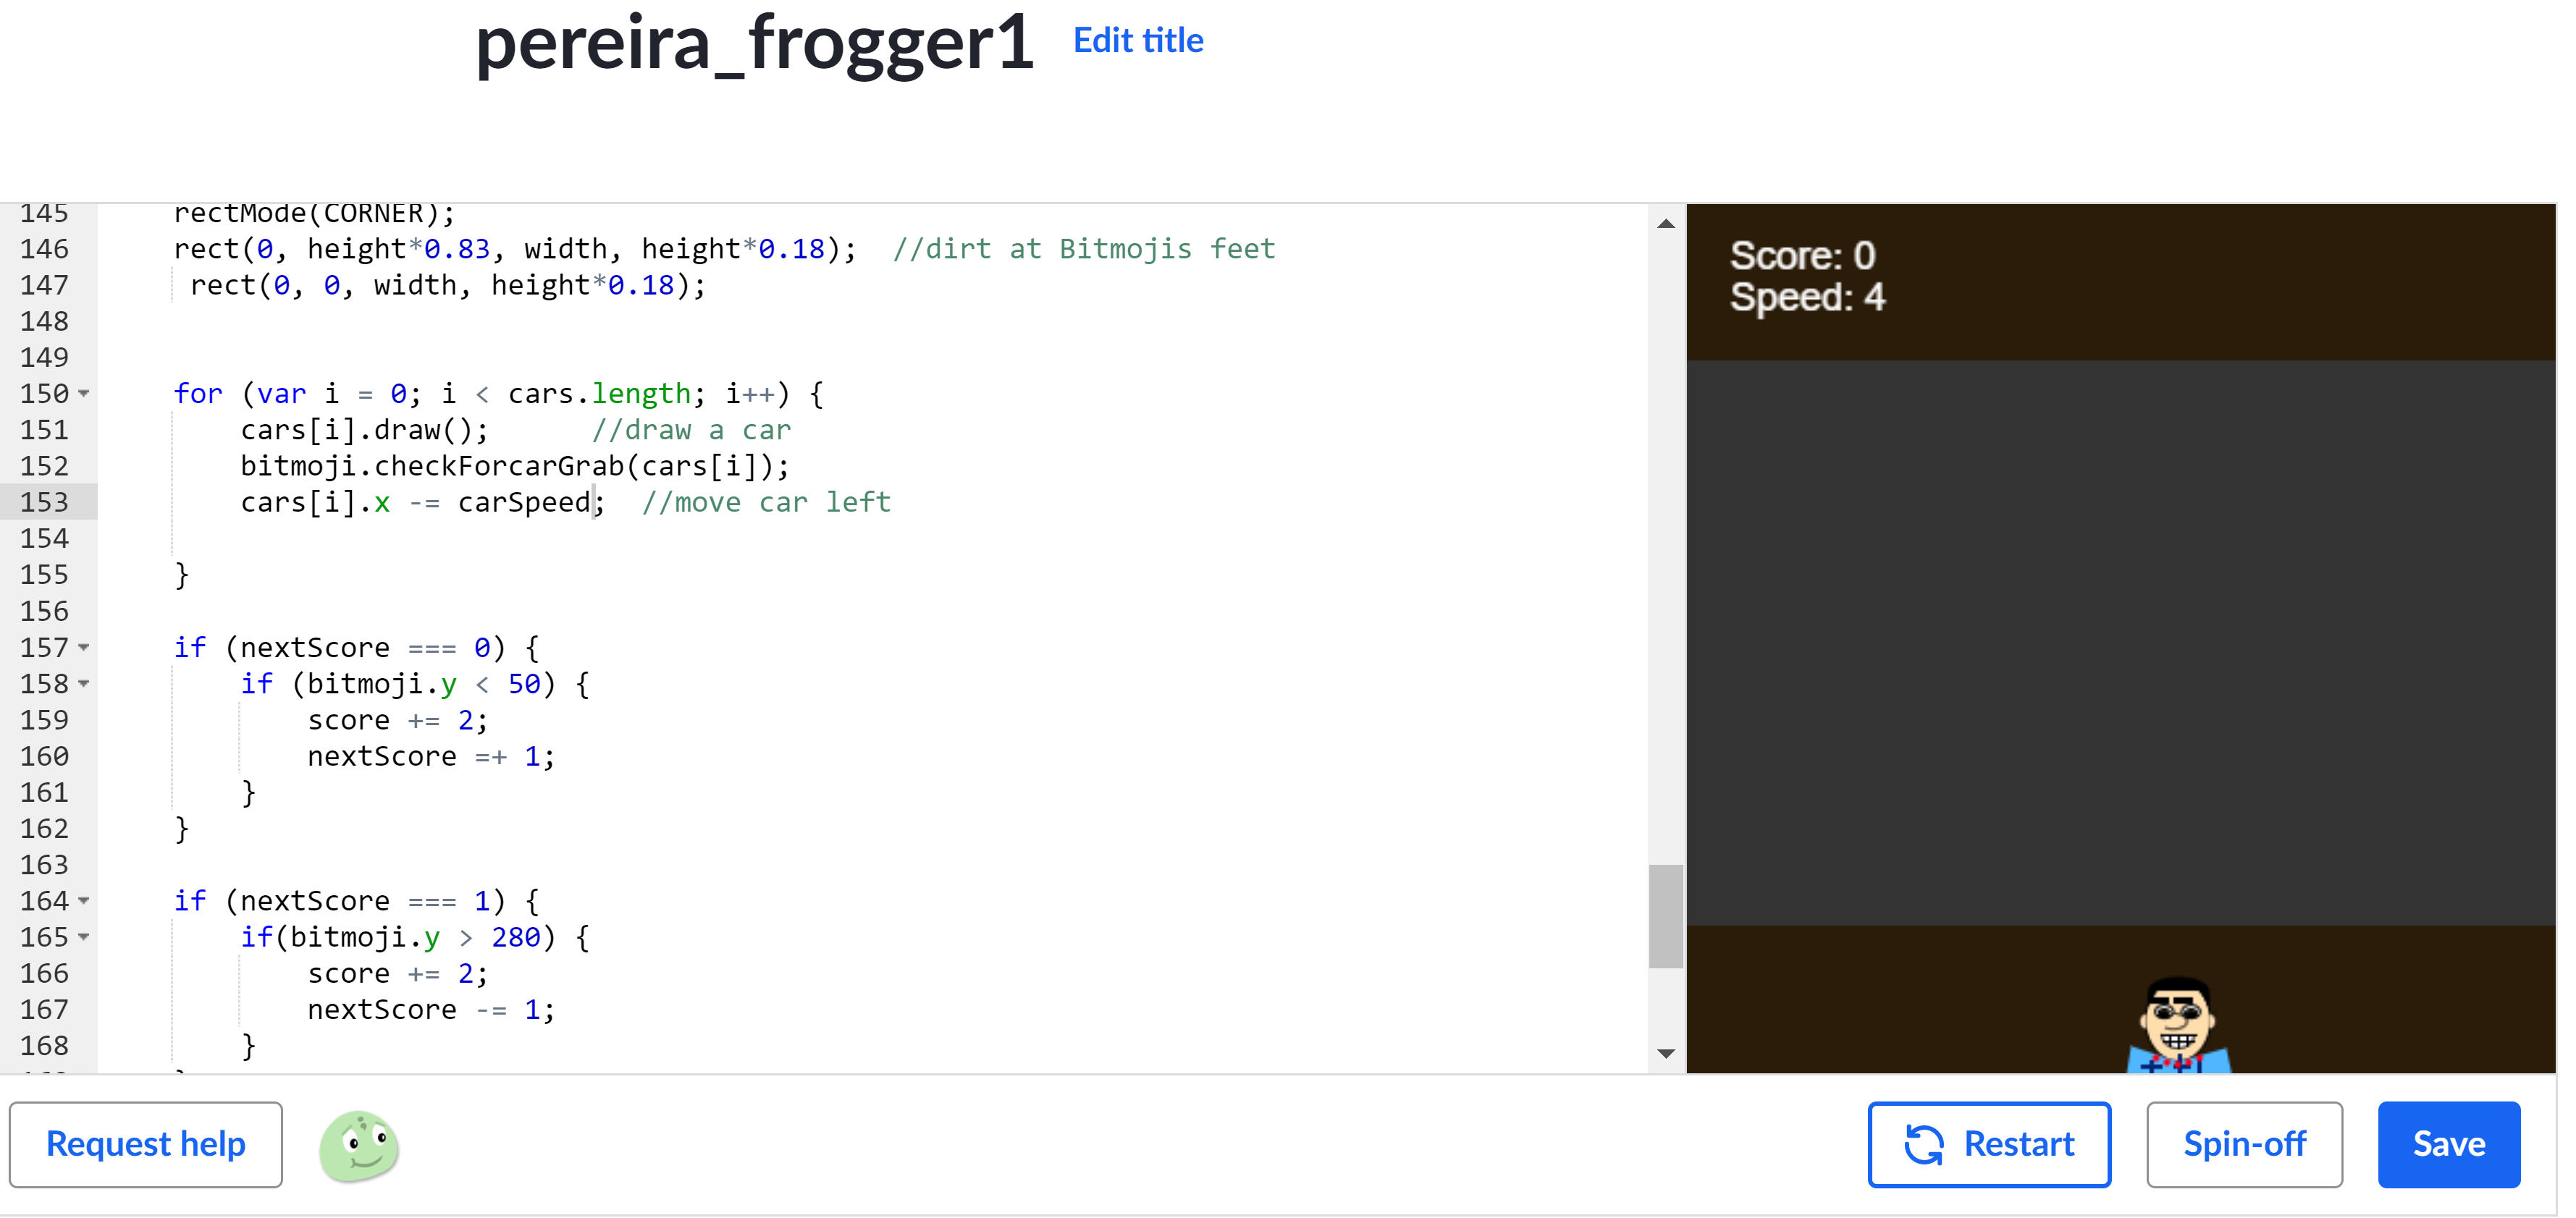 pereira_frogger1 Edit title
145 rectMode(CORNER);
146 rect(0, height*0.83, width, height*0.18);  //dirt at Bitmojis feet
147 rect(0, 0, width, height*0.18);
148
149
150 for (var i = 0; i < cars.length; i++) {
151 cars[i].draw();      //draw a car
152 bitmoji.checkForcarGrab(cars[i]);
153 cars[i].x -= carSpeed;  //move car left
154
155 }
156
157 if (nextScore === 0) {
158 if (bitmoji.y < 50) {
159 score += 2;
160 nextScore =+ 1;
161 }
162 }
163
164 if (nextScore === 1) {
165 if(bitmoji.y > 280) {
166 score += 2;
167 nextScore -= 1;
168 }
Score: 0
Speed: 4
Request help
Restart
Spin-off
Save